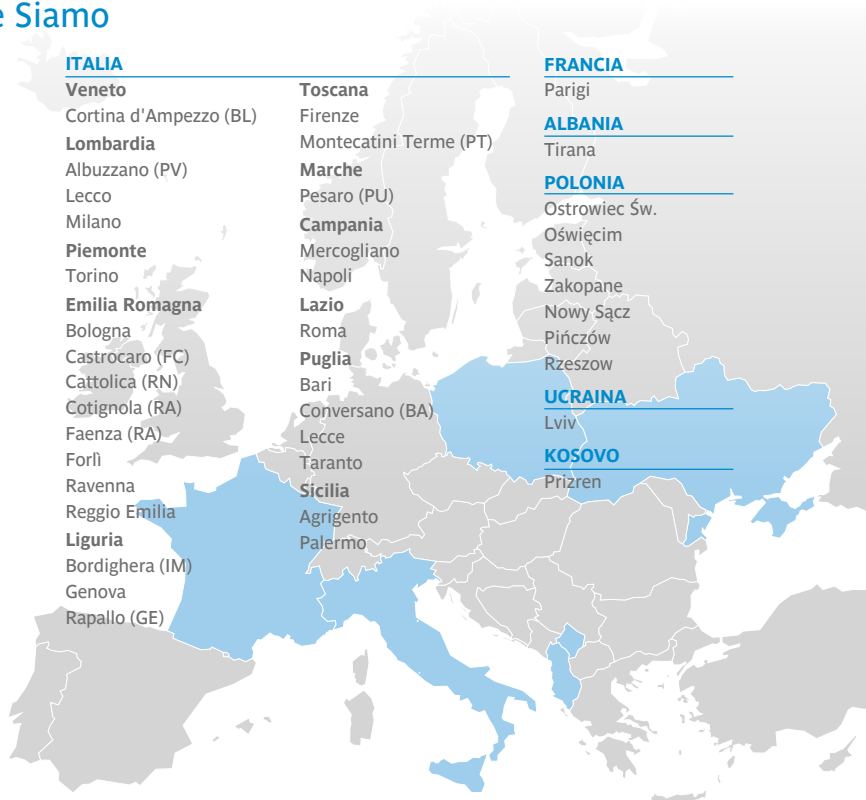 e Siamo
ITALIA
Veneto
Cortina d'Ampezzo (BL)
Lombardia
Albuzzano (PV)
Lecco
Milano
Piemonte
Torino
Emilia Romagna
Bologna
Castrocaro (FC)
Cattolica (RN)
Cotignola (RA)
Faenza (RA)
Forlì
Ravenna
Reggio Emilia
Liguria
Bordighera (IM)
Genova
Rapallo (GE)
Toscana
Firenze
Montecatini Terme (PT)
Marche
Pesaro (PU)
Campania
Mercogliano
Napoli
Lazio
Roma
Puglia
Bari
Conversano (BA)
Lecce
Taranto
Sicilia
Agrigento
Palermo
FRANCIA
Parigi
ALBANIA
Tirana
POLONIA
Ostrowiec Św.
Oświęcim
Sanok
Zakopane
Nowy Sącz
Pińczów
Rzeszow
UCRAINA
Lviv
KOSOVO
Prizren